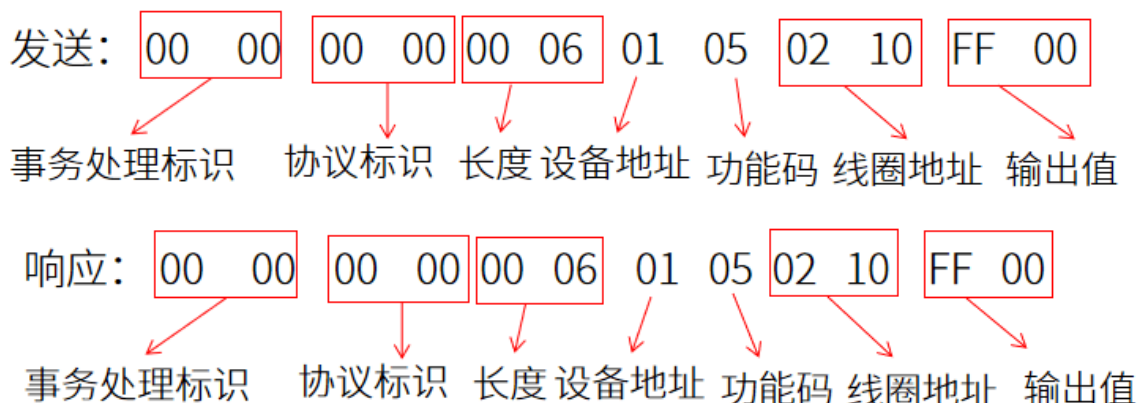 发送： 00 00 00 00 00 06 01 05 02 10 FF 00
事务处理标识 协议标识 长度 设备地址 功能码 线圈地址 输出值
响应： 00 00 00 00 00 06 01 05 02 10 FF 00
事务处理标识 协议标识 长度 设备地址 功能码 线圈地址 输出值